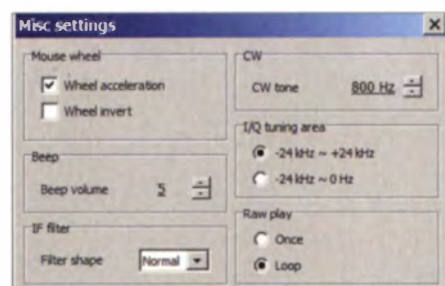 Misc settings
Mouse wheel
Wheel acceleration
Wheel invert
Beep
Beep volume 5
IF filter
Filter shape Normal
CW
CW tone 800 Hz
I/Q tuning area
-24 kHz ~ +24 kHz
-24 kHz ~ 0 Hz
Raw play
Once
Loop